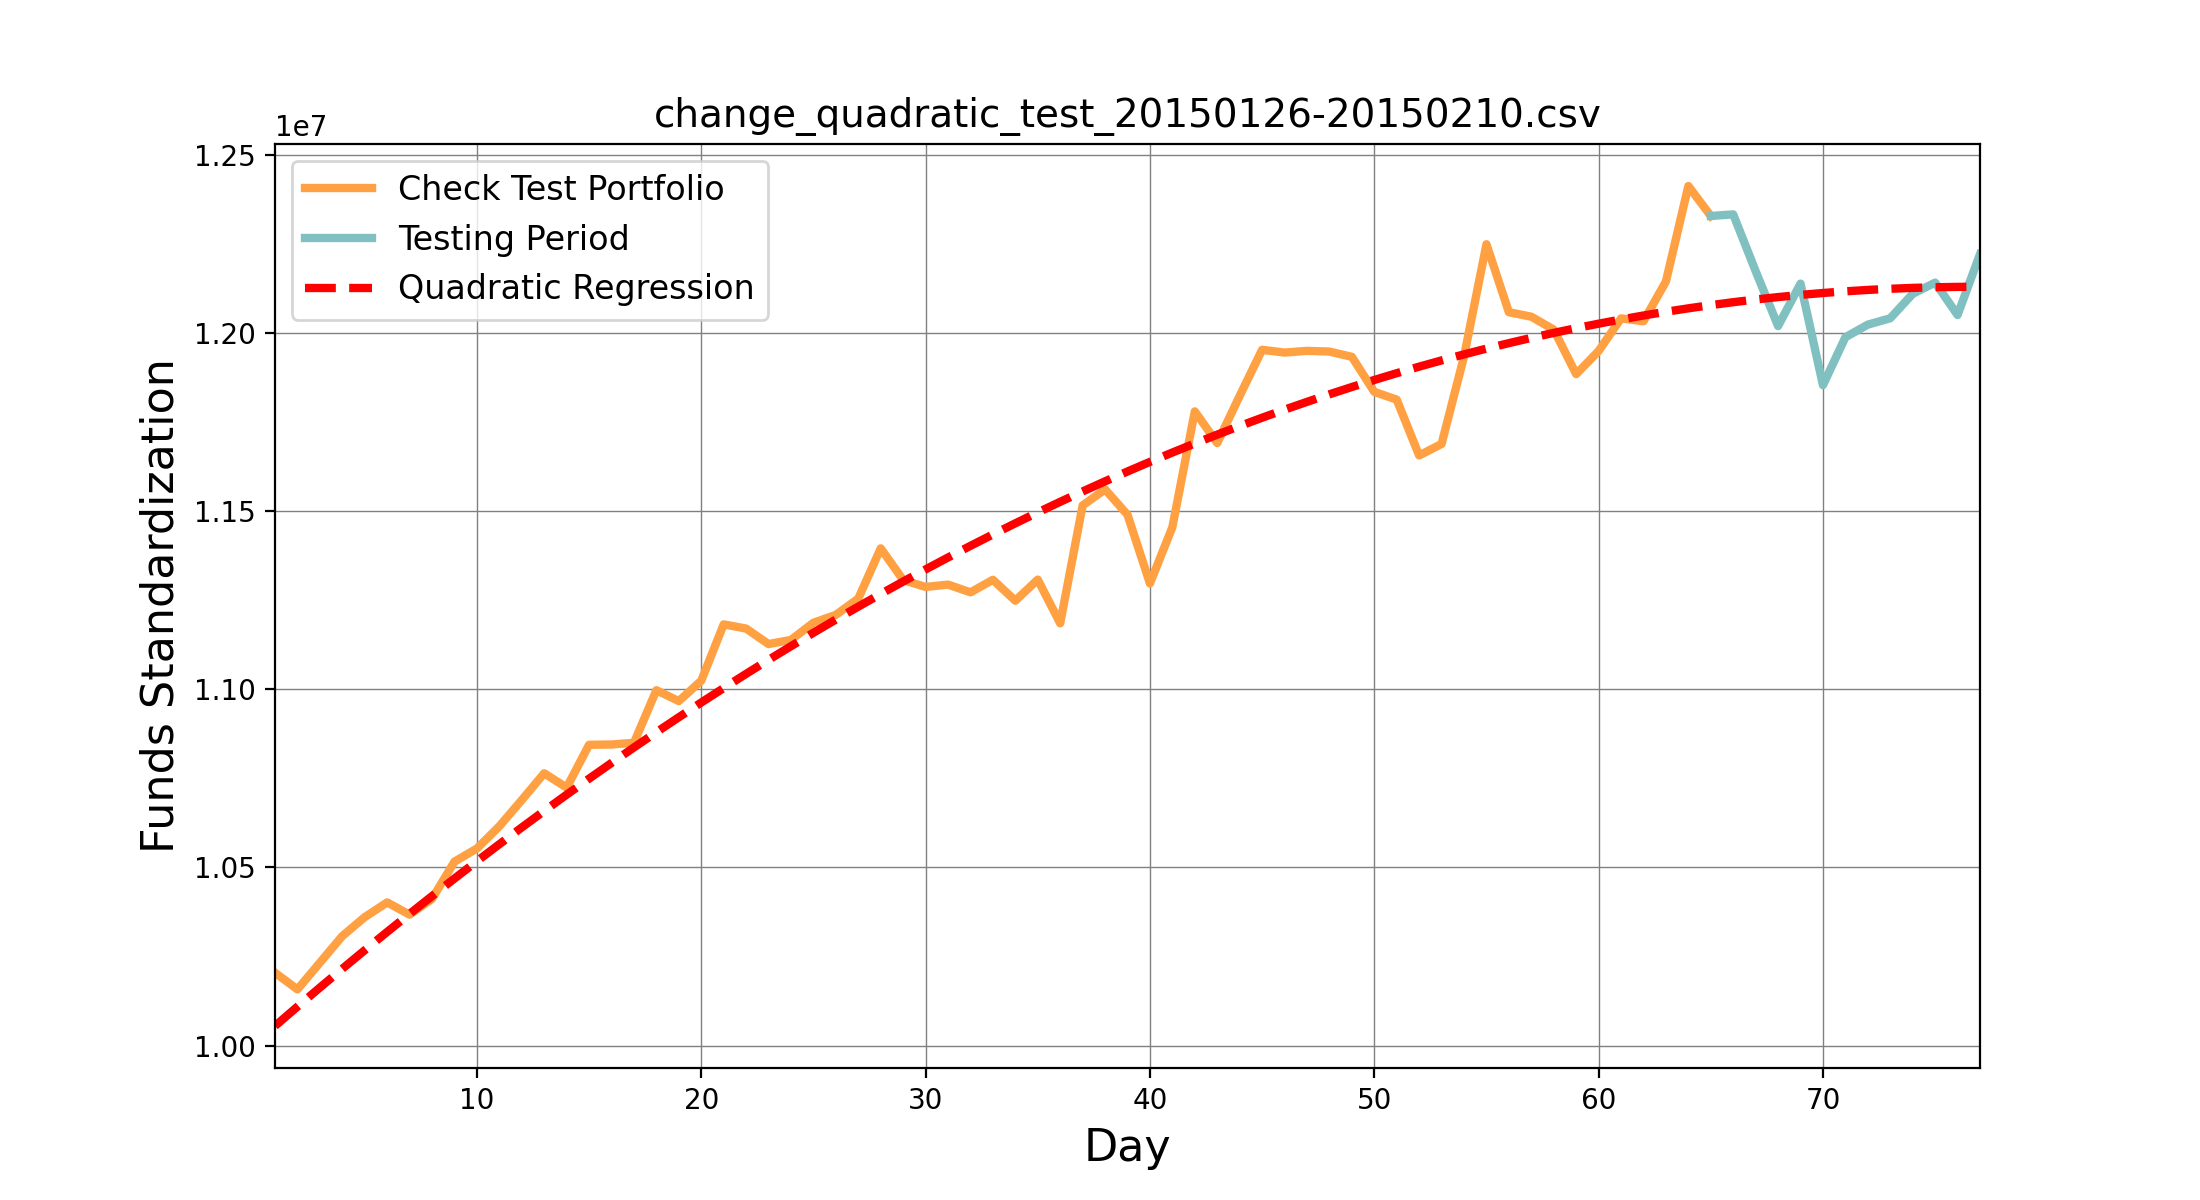 change_quadratic_test_20150126-20150210.csv
1e7
Check Test Portfolio
Testing Period
Quadratic Regression
1.25
1.20
1.15
1.10
1.05
1.00
Funds Standardization
10 20 30 40 50 60 70
Day